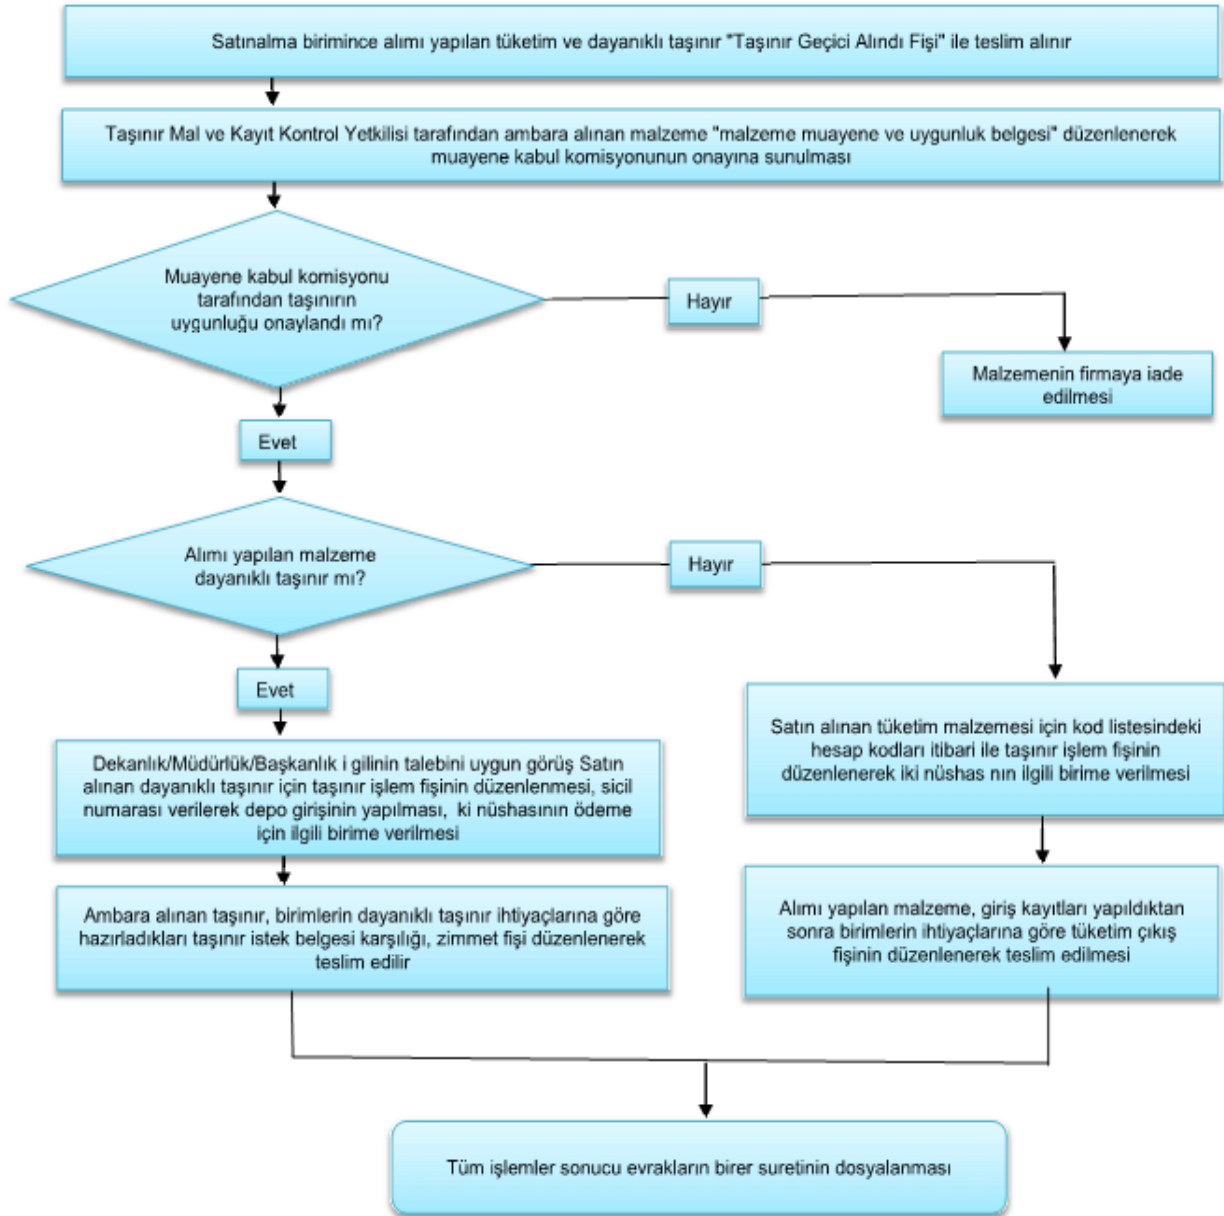 Satınalma birimince alımı yapılan tüketim ve dayanıklı taşınır "Taşınır Geçici Alındı Fişi" ile teslim alınır
Taşınır Mal ve Kayıt Kontrol Yetkilisi tarafından ambara alınan malzeme "malzeme muayene ve uygunluk belgesi" düzenlenerek
muayene kabul komisyonunun onayına sunulması
Muayene kabul komisyonu
tarafından taşınırın
uygunluğu onaylandı mı?
Hayır
Malzemenin firmaya iade
edilmesi
Evet
Alımı yapılan malzeme
dayanıklı taşınır mı?
Hayır
Evet
Dekanlık/Müdürlük/Başkanlık i gilinin talebini uygun görüş Satın
alınan dayanıklı taşınır için taşınır işlem fişinin düzenlenmesi, sicil
numarası verilerek depo girişinin yapılması, ki nüshasının ödeme
için ilgili birime verilmesi
Ambara alınan taşınır, birimlerin dayanıklı taşınır ihtiyaçlarına göre
hazırladıkları taşınır istek belgesi karşılığı, zimmet fişi düzenlenerek
teslim edilir
Satın alınan tüketim malzemesi için kod listesindeki
hesap kodları itibari ile taşınır işlem fişinin
düzenlenerek iki nüshas nın ilgili birime verilmesi
Alımı yapılan malzeme, giriş kayıtları yapıldıktan
sonra birimlerin ihtiyaçlarına göre tüketim çıkış
fişinin düzenlenerek teslim edilmesi
Tüm işlemler sonucu evrakların birer suretinin dosyalanması